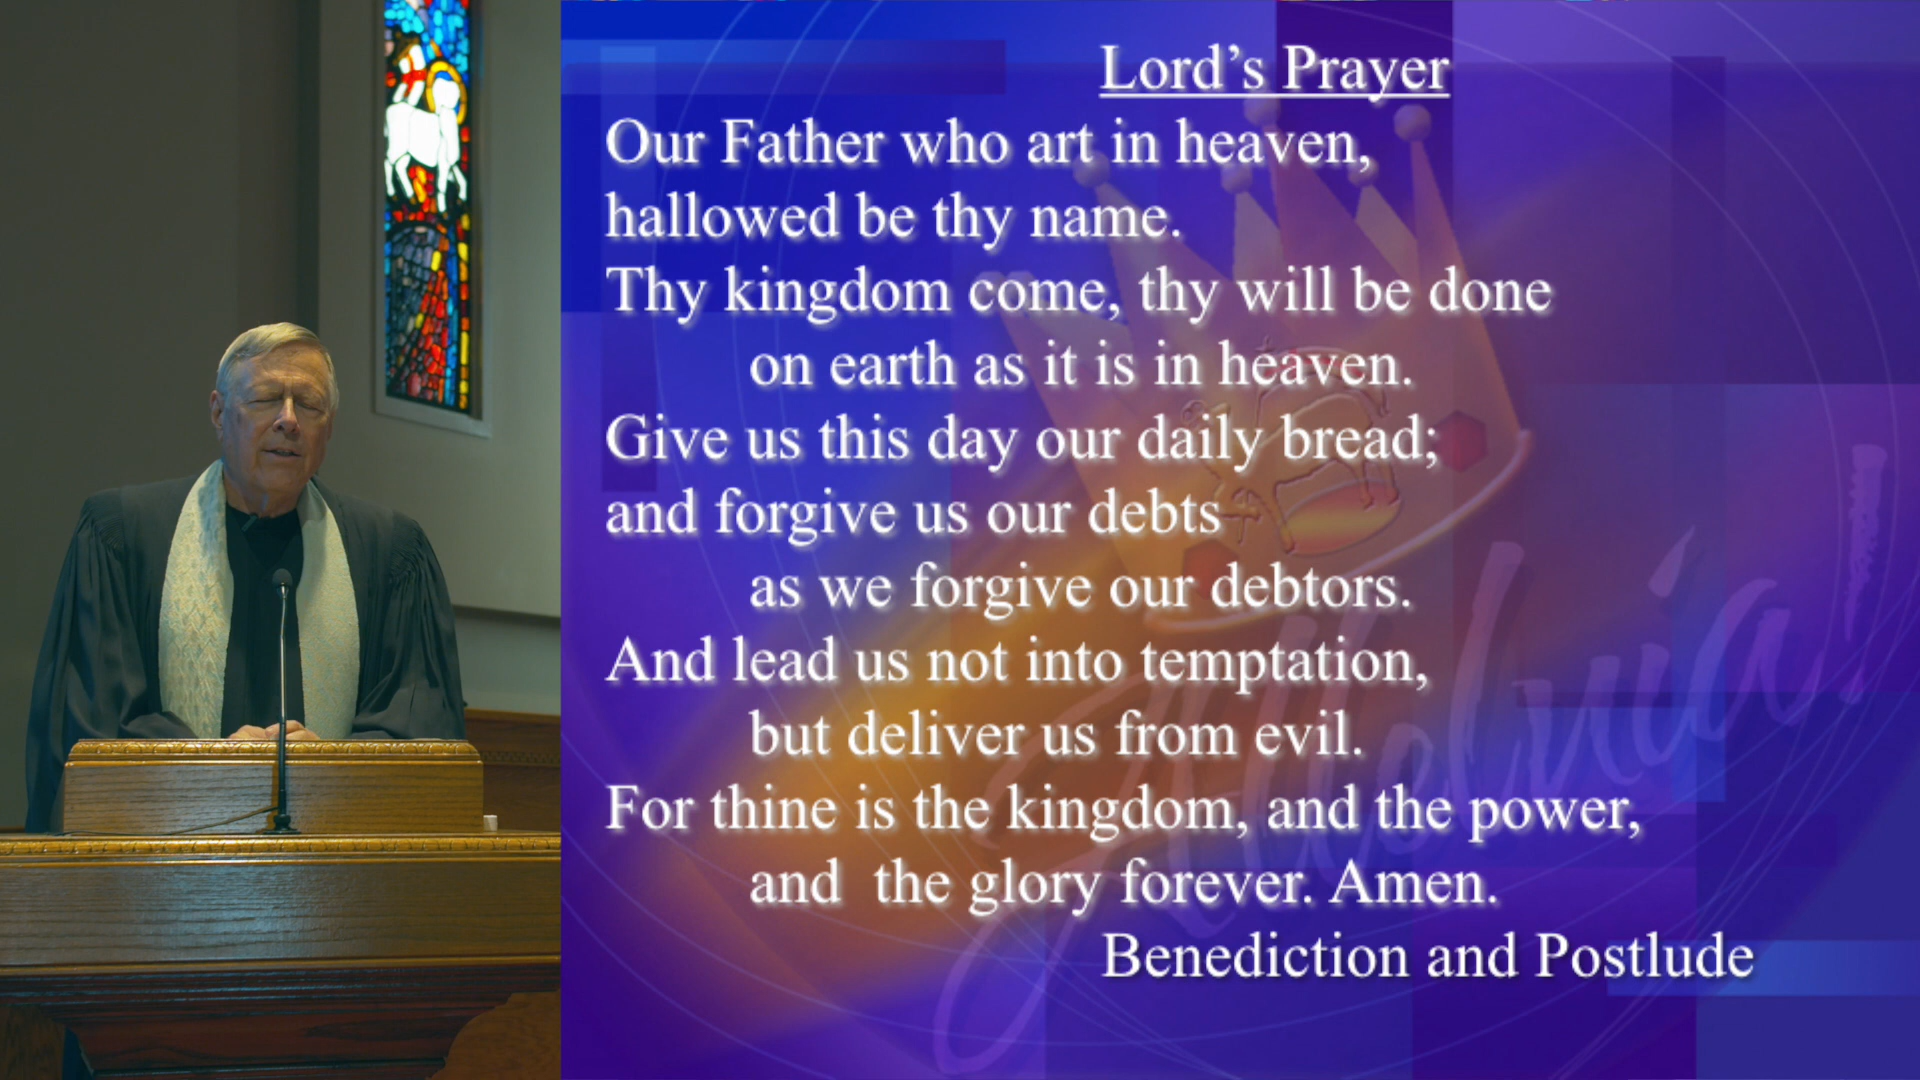 Lord’s Prayer
Our Father who art in heaven,
hallowed be thy name.
Thy kingdom come, thy will be done
on earth as it is in heaven.
Give us this day our daily bread;
and forgive us our debts
as we forgive our debtors.
And lead us not into temptation,
but deliver us from evil.
For thine is the kingdom, and the power,
and  the glory forever. Amen.
Benediction and Postlude
Alleluia!